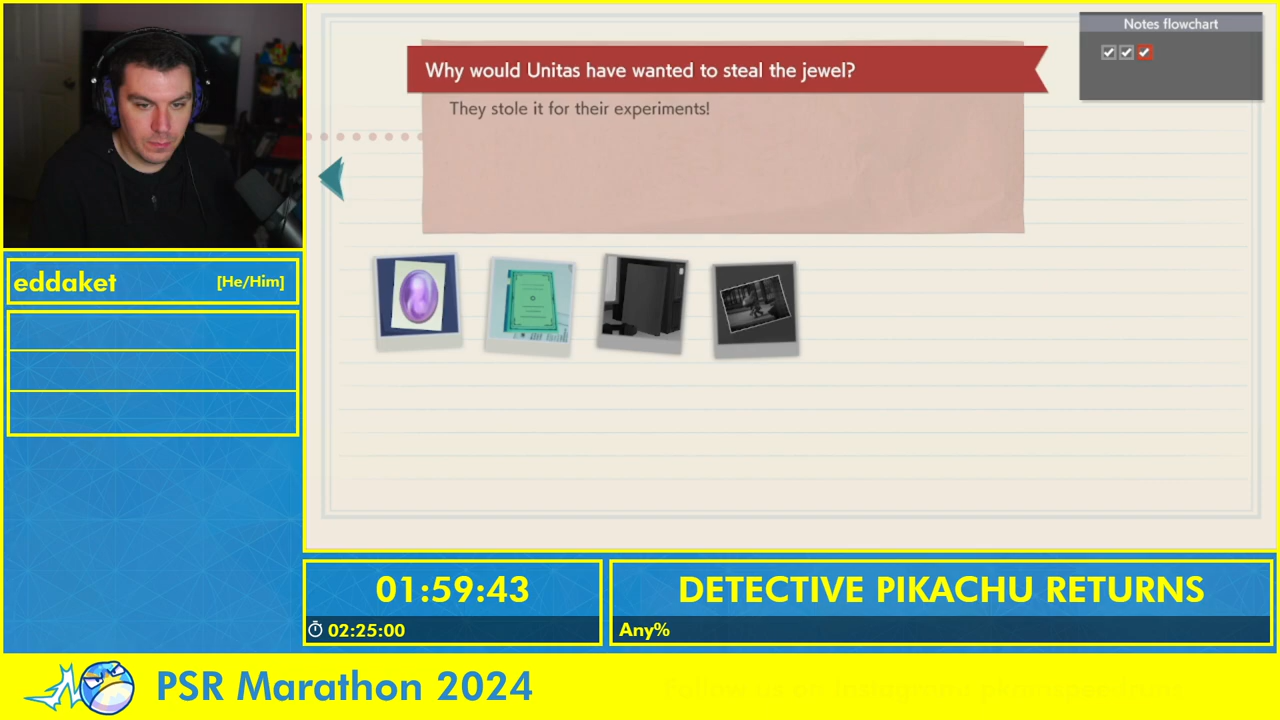 Notes flowchart
Why would Unitas have wanted to steal the jewel?
They stole it for their experiments!
eddaket
[He/Him]
01:59:43
02:25:00
DETECTIVE PIKACHU RETURNS
Any%
PSR Marathon 2024